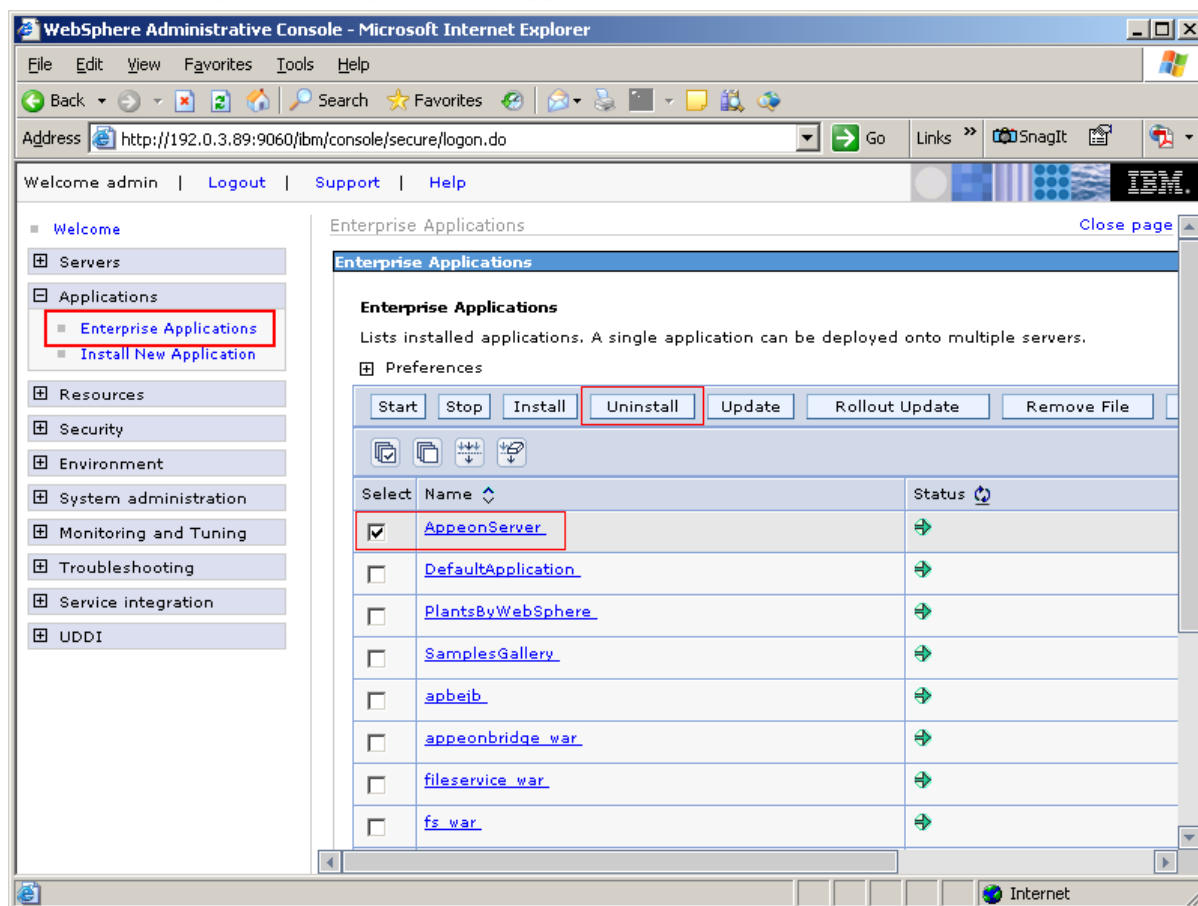 WebSphere Administrative Console - Microsoft Internet Explorer
File Edit View Favorites Tools Help
Back Search Favorites
Address http://192.0.3.89:9060/ibm/console/secure/logon.do Go Links » SnagIt
Welcome admin | Logout | Support | Help IBM.
Welcome
Servers
Applications
Enterprise Applications
Install New Application
Resources
Security
Environment
System administration
Monitoring and Tuning
Troubleshooting
Service integration
UDDI
Enterprise Applications Close page
Enterprise Applications
Enterprise Applications
Lists installed applications. A single application can be deployed onto multiple servers.
Preferences
Start Stop Install Uninstall Update Rollout Update Remove File
Select Name Status
AppeonServer
DefaultApplication
PlantsByWebSphere
SamplesGallery
apbejb
appeonbridge_war
fileservice_war
fs_war
Internet